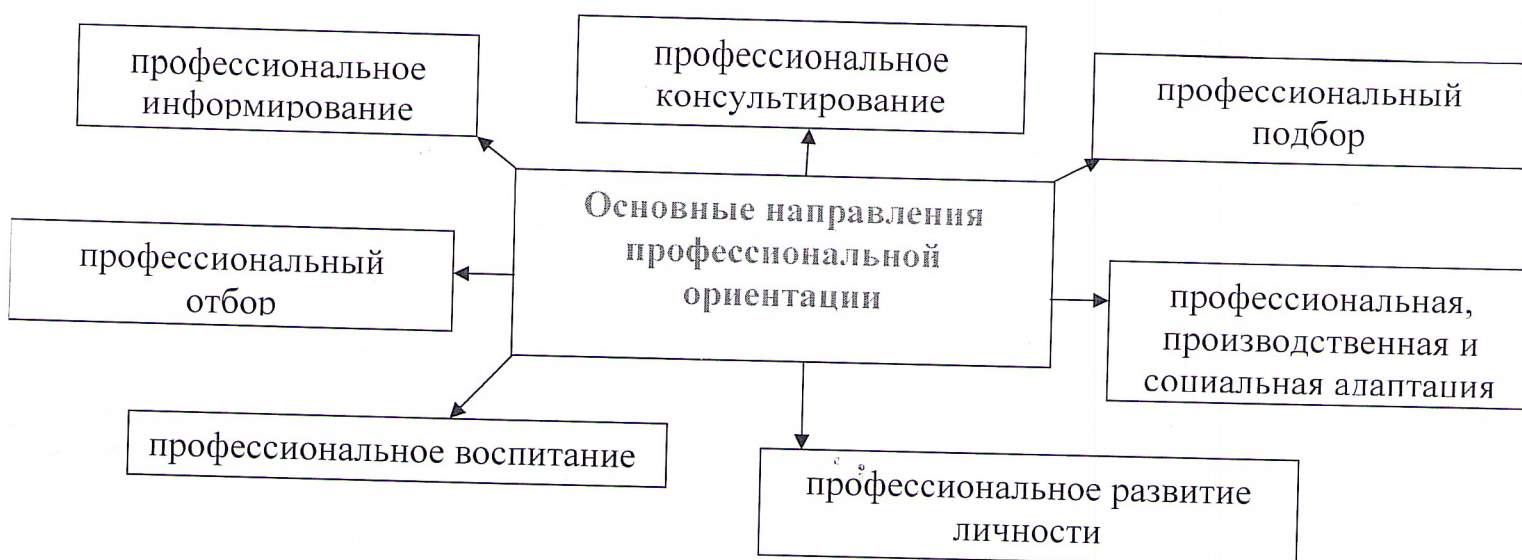 профессиональное
информирование
профессиональное
консультирование
профессиональный
подбор
Основные направления
профессиональной
ориентации
профессиональный
отбор
профессиональная,
производственная и
социальная адаптация
профессиональное воспитание
профессиональное развитие
личности